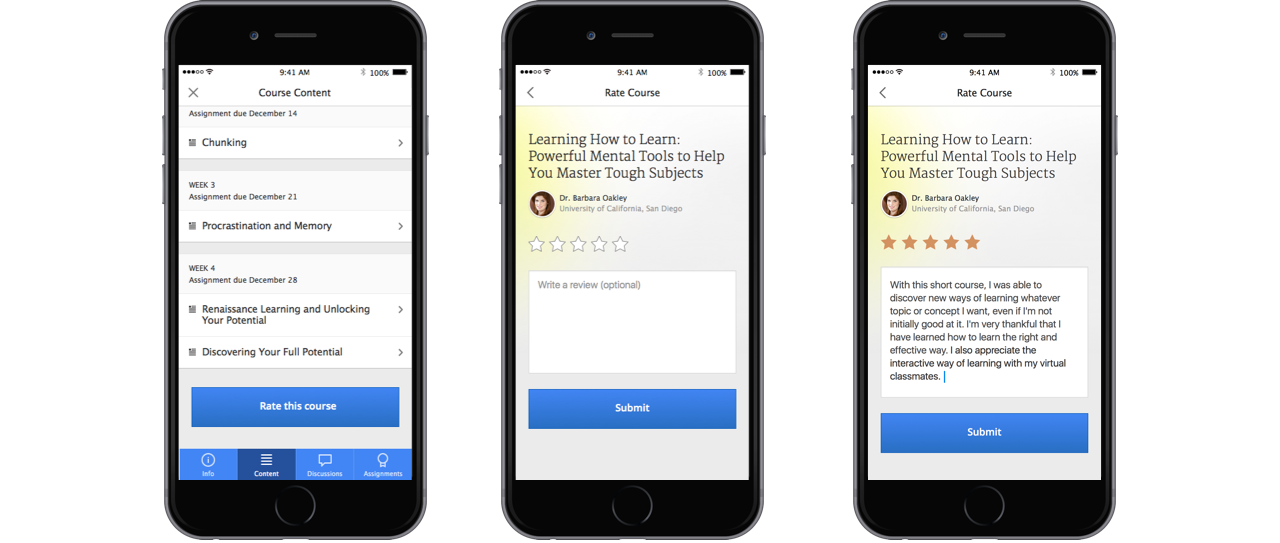 9:41 AM
100%
Course Content
Assignment due December 14
Chunking
WEEK 3
Assignment due December 21
Procrastination and Memory
WEEK 4
Assignment due December 28
Renaissance Learning and Unlocking
Your Potential
Discovering Your Full Potential
Rate this course
Info
Content
Discussions
Assignments
9:41 AM
100%
Rate Course
Learning How to Learn:
Powerful Mental Tools to Help
You Master Tough Subjects
Dr. Barbara Oakley
University of California, San Diego
Write a review (optional)
Submit
9:41 AM
100%
Rate Course
Learning How to Learn:
Powerful Mental Tools to Help
You Master Tough Subjects
Dr. Barbara Oakley
University of California, San Diego
With this short course, I was able to
discover new ways of learning whatever
topic or concept I want, even if I'm not
initially good at it. I'm very thankful that I
have learned how to learn the right and
effective way. I also appreciate the
interactive way of learning with my virtual
classmates.
Submit